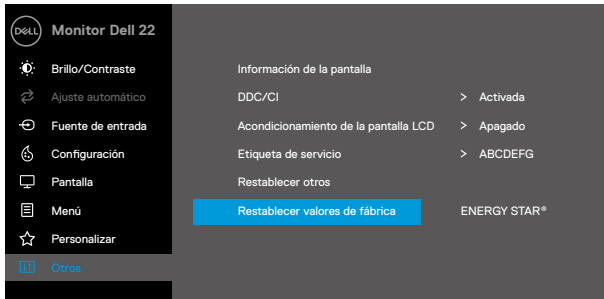 DELL Monitor Dell 22
Brillo/Contraste
Ajuste automático
Fuente de entrada
Configuración
Pantalla
Menú
Personalizar
Otros
Información de la pantalla
DDC/CI > Activada
Acondicionamiento de la pantalla LCD > Apagado
Etiqueta de servicio > ABCDEFG
Restablecer otros
Restablecer valores de fábrica ENERGY STAR®